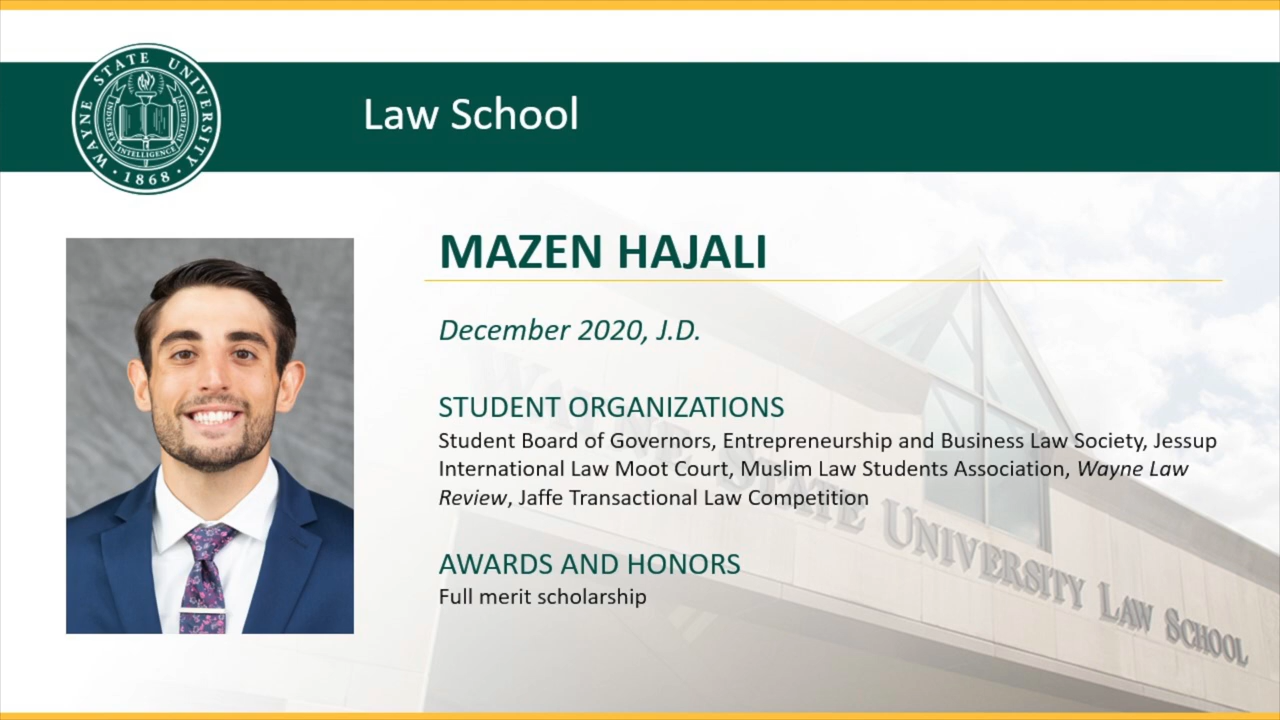 WAYNE STATE UNIVERSITY
INDUSTRY INTELLIGENCE INTEGRITY
· 1868 ·
Law School
MAZEN HAJALI
December 2020, J.D.
STUDENT ORGANIZATIONS
Student Board of Governors, Entrepreneurship and Business Law Society, Jessup
International Law Moot Court, Muslim Law Students Association, Wayne Law
Review, Jaffe Transactional Law Competition
AWARDS AND HONORS
Full merit scholarship
WAYNE STATE UNIVERSITY LAW SCHOOL